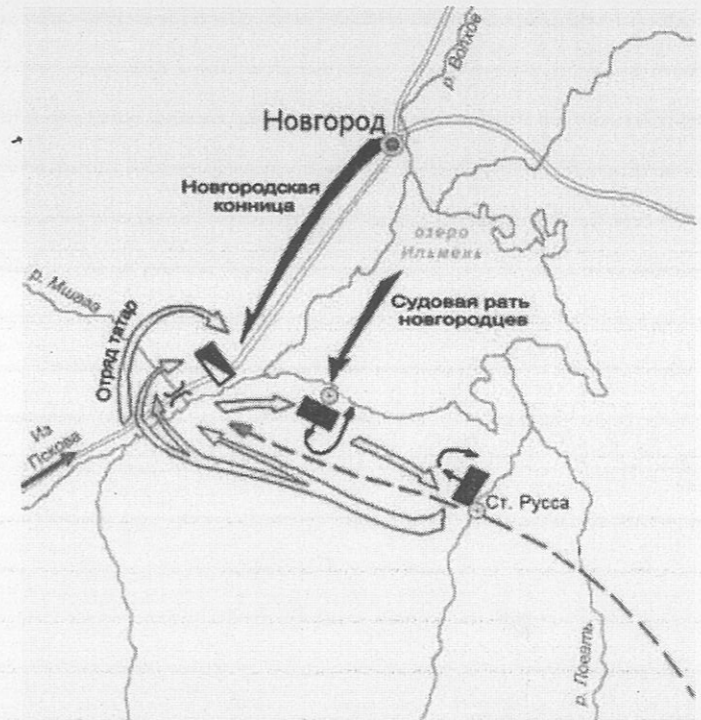 р. Волхов
Новгород
Новгородская
конница
озеро
Ильмень
р. Мшага
Судовая рать
новгородцев
Отряд татар
Из
Пскова
Ст. Русса
р. Ловать